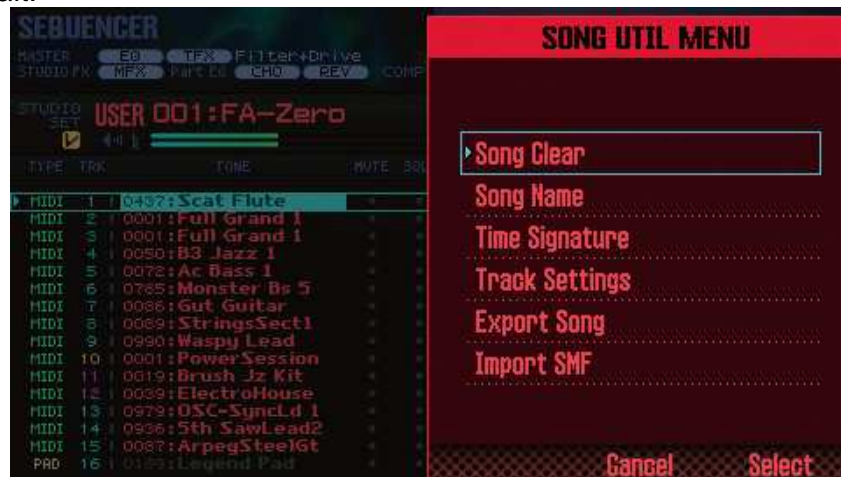 SEQUENCER
MASTER EQ TFX Filter+Drive
STUDIO FX MFX Part EQ CHO REV COMP
STUDIO SET USER 001:FA-Zero
TYPE TRK TONE MUTE SOL
MIDI 1 0437:Scat Flute
MIDI 2 0001:Full Grand 1
MIDI 3 0001:Full Grand 1
MIDI 4 0050:B3 Jazz 1
MIDI 5 0072:Ac Bass 1
MIDI 6 0785:Monster Bs 5
MIDI 7 0086:Gut Guitar
MIDI 8 0089:StringsSect1
MIDI 9 0990:Waspy Lead
MIDI 10 0001:PowerSession
MIDI 11 0019:Brush Jz Kit
MIDI 12 0039:ElectroHouse
MIDI 13 0979:OSC-SyncLd 1
MIDI 14 0936:5th SawLead2
MIDI 15 0087:ArpegSteelGt
PAD 16 Legend Pad
SONG UTIL MENU
Song Clear
Song Name
Time Signature
Track Settings
Export Song
Import SMF
Cancel Select